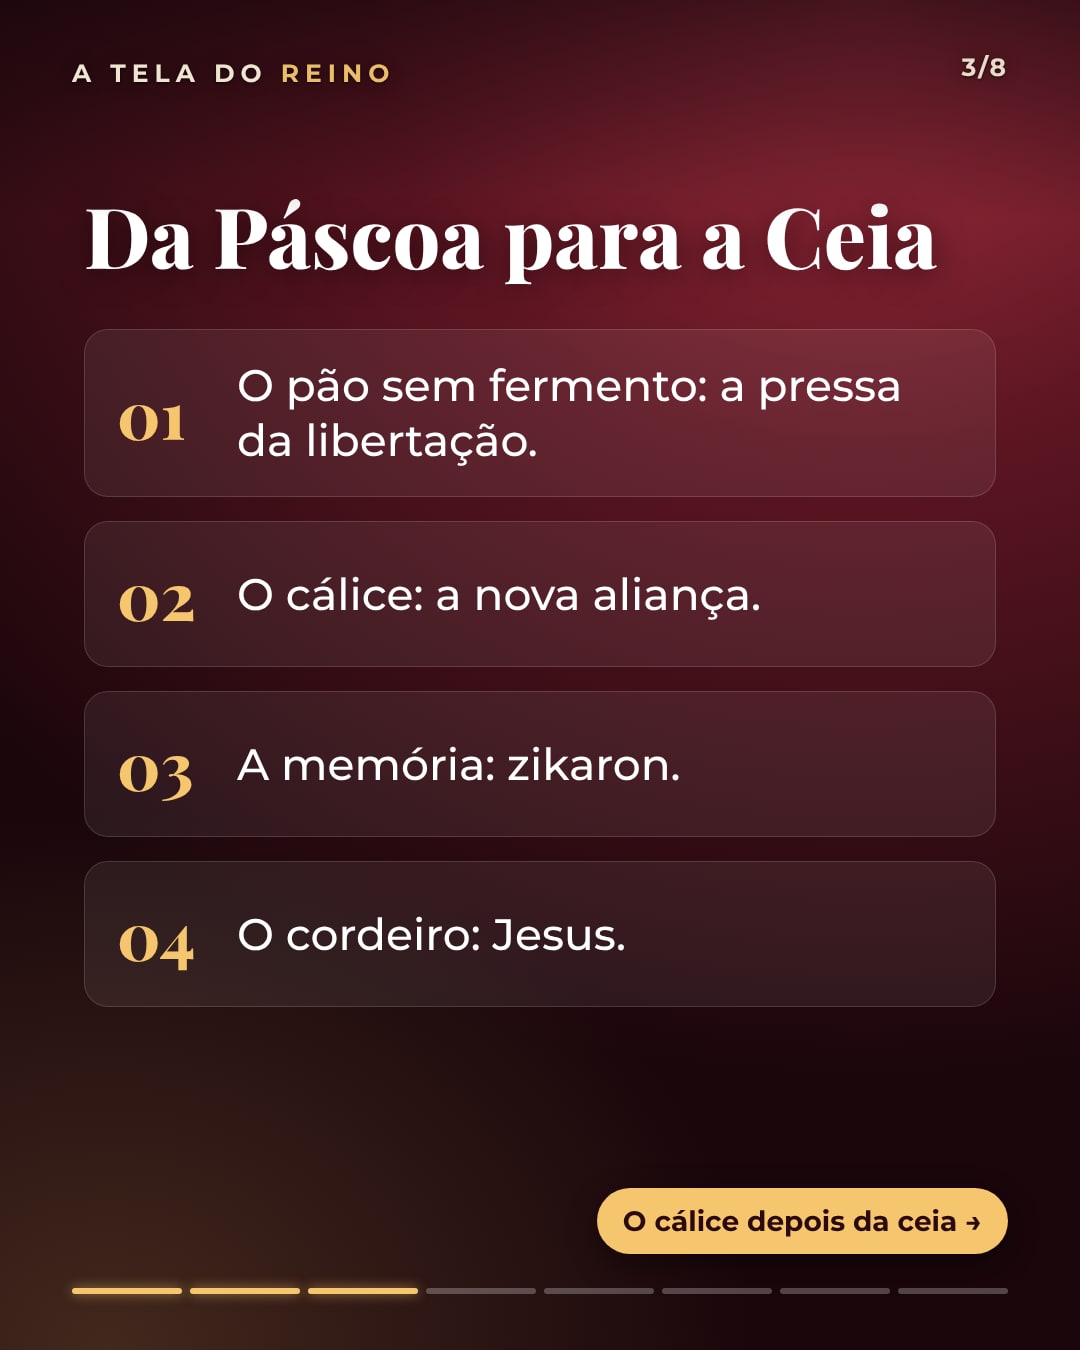 A TELA DO REINO
3/8
Da Páscoa para a Ceia
01
O pão sem fermento: a pressa
da libertação.
02
O cálice: a nova aliança.
03
A memória: zikaron.
04
O cordeiro: Jesus.
O cálice depois da ceia →